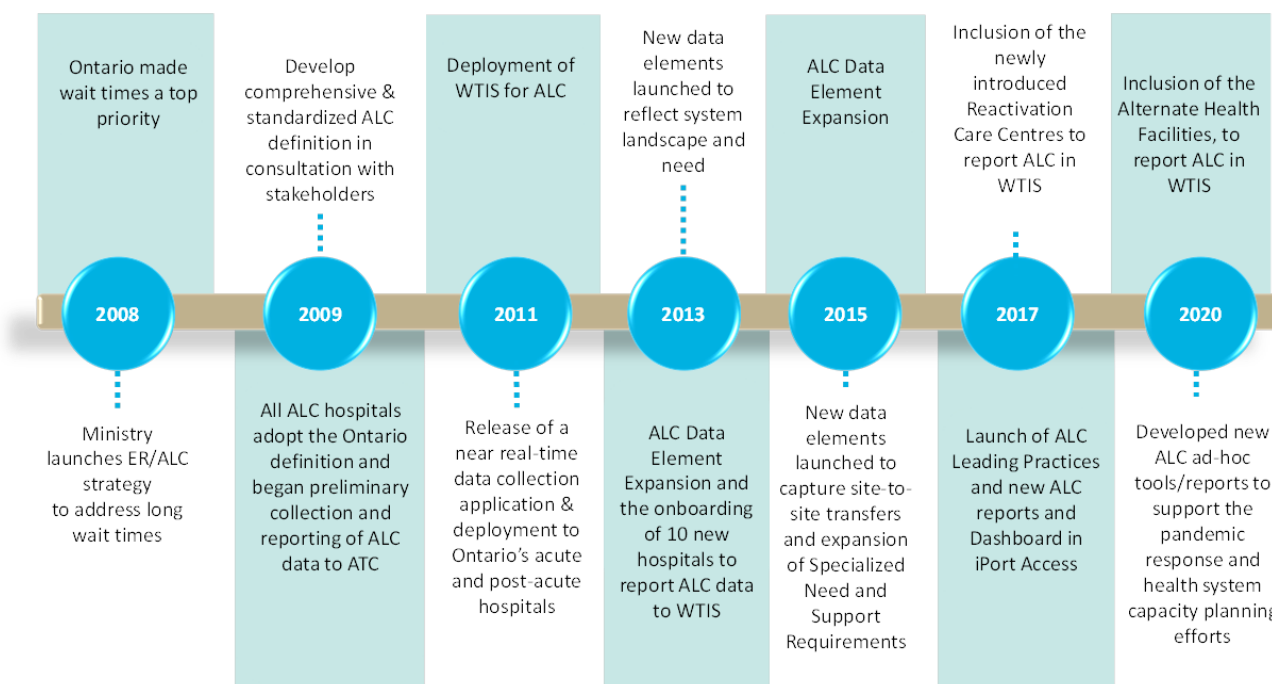 Ontario made
wait times a top
priority
Develop
comprehensive &
standardized ALC
definition in
consultation with
stakeholders
Deployment of
WTIS for ALC
New data
elements
launched to
reflect system
landscape and
need
ALC Data
Element
Expansion
Inclusion of the
newly
introduced
Reactivation
Care Centres to
report ALC in
WTIS
Inclusion of the
Alternate Health
Facilities, to
report ALC in
WTIS
2008
2009
2011
2013
2015
2017
2020
Ministry
launches ER/ALC
strategy
to address long
wait times
All ALC hospitals
adopt the Ontario
definition and
began preliminary
collection and
reporting of ALC
data to ATC
Release of a
near real-time
data collection
application &
deployment to
Ontario's acute
and post-acute
hospitals
ALC Data
Element
Expansion and
the onboarding
of 10 new
hospitals to
report ALC data
to WTIS
New data
elements
launched to
capture site-to-
site transfers
and expansion
of Specialized
Need and
Support
Requirements
Launch of ALC
Leading Practices
and new ALC
reports and
Dashboard in
iPort Access
Developed new
ALC ad-hoc
tools/reports to
support the
pandemic
response and
health system
capacity planning
efforts